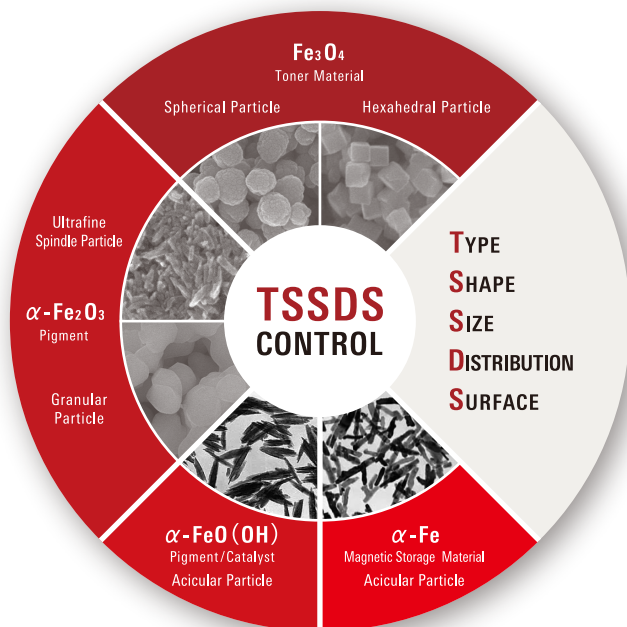 Fe₃O₄
Toner Material
Spherical Particle
Hexahedral Particle
Ultrafine
Spindle Particle
α-Fe₂O₃
Pigment
Granular
Particle
TSSDS
CONTROL
TYPE
SHAPE
SIZE
DISTRIBUTION
SURFACE
α-FeO(OH)
Pigment/Catalyst
Acicular Particle
α-Fe
Magnetic Storage Material
Acicular Particle